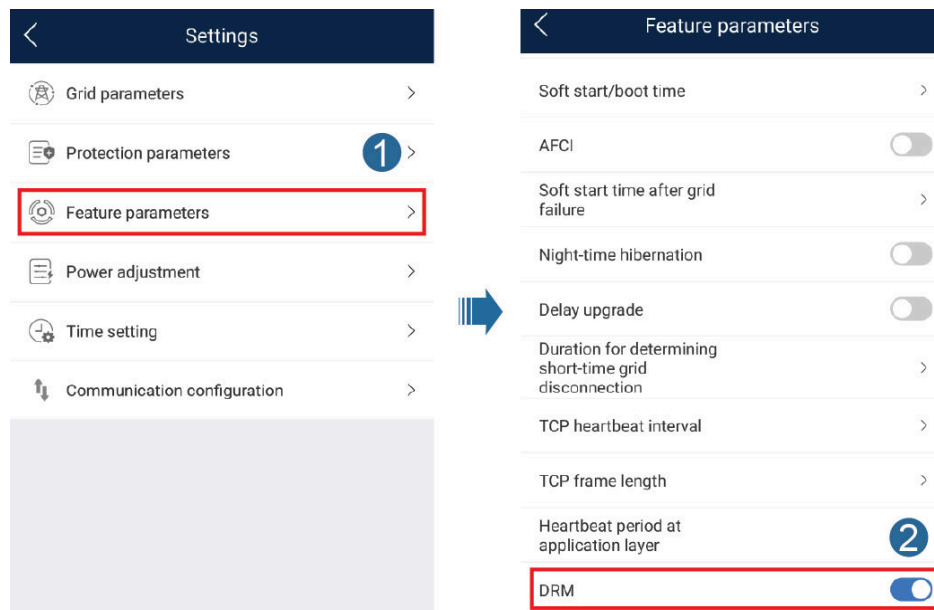 Settings
Grid parameters
Protection parameters
1
Feature parameters
Power adjustment
Time setting
Communication configuration
Feature parameters
Soft start/boot time
AFCI
Soft start time after grid
failure
Night-time hibernation
Delay upgrade
Duration for determining
short-time grid
disconnection
TCP heartbeat interval
TCP frame length
Heartbeat period at
application layer
2
DRM